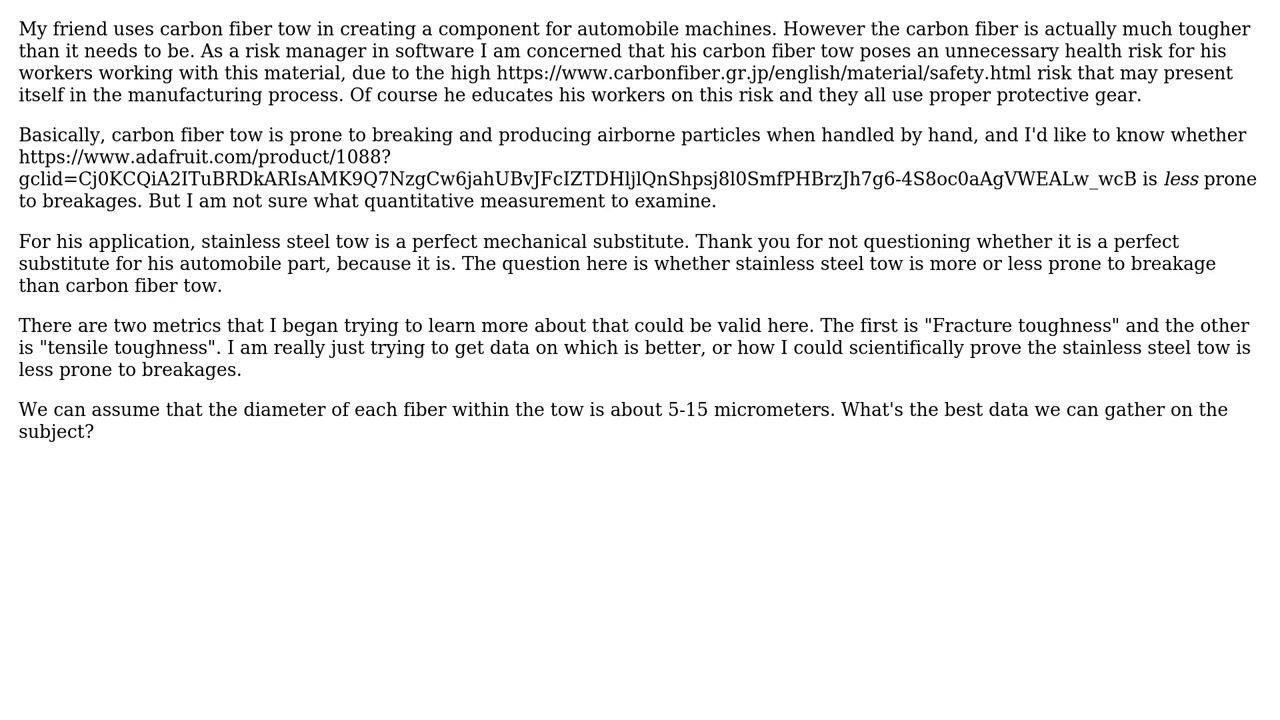 My friend uses carbon fiber tow in creating a component for automobile machines. However the carbon fiber is actually much tougher
than it needs to be. As a risk manager in software I am concerned that his carbon fiber tow poses an unnecessary health risk for his
workers working with this material, due to the high https://www.carbonfiber.gr.jp/english/material/safety.html risk that may present
itself in the manufacturing process. Of course he educates his workers on this risk and they all use proper protective gear.
Basically, carbon fiber tow is prone to breaking and producing airborne particles when handled by hand, and I'd like to know whether
https://www.adafruit.com/product/1088?
gclid=Cj0KCQiA2ITuBRDkARIsAMK9Q7NzgCw6jahUBvJFcIZTDHljlQnShpsj8l0SmfPHBrzJh7g6-4S8oc0aAgVWEALw_wcB is less prone
to breakages. But I am not sure what quantitative measurement to examine.
For his application, stainless steel tow is a perfect mechanical substitute. Thank you for not questioning whether it is a perfect
substitute for his automobile part, because it is. The question here is whether stainless steel tow is more or less prone to breakage
than carbon fiber tow.
There are two metrics that I began trying to learn more about that could be valid here. The first is "Fracture toughness" and the other
is "tensile toughness". I am really just trying to get data on which is better, or how I could scientifically prove the stainless steel tow is
less prone to breakages.
We can assume that the diameter of each fiber within the tow is about 5-15 micrometers. What's the best data we can gather on the
subject?